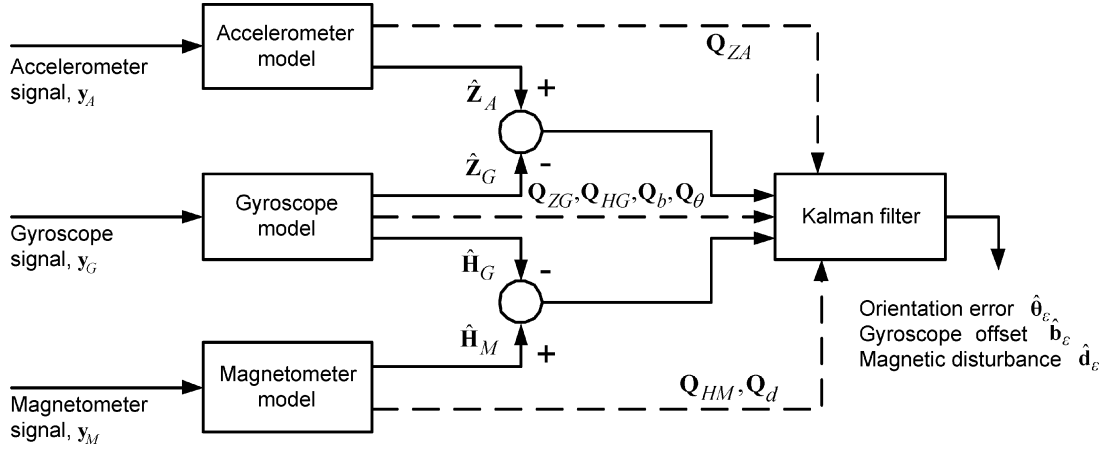 Accelerometer
signal, y_A
Accelerometer
model
Q_ZA
Ẑ_A
+
Ẑ_G
-
Gyroscope
signal, y_G
Gyroscope
model
Q_ZG,Q_HG,Q_b,Q_θ
Kalman filter
Ĥ_G
-
Ĥ_M
+
Orientation error θ̂_ε
Gyroscope offset b̂_ε
Magnetic disturbance d̂_ε
Magnetometer
signal, y_M
Magnetometer
model
Q_HM,Q_d